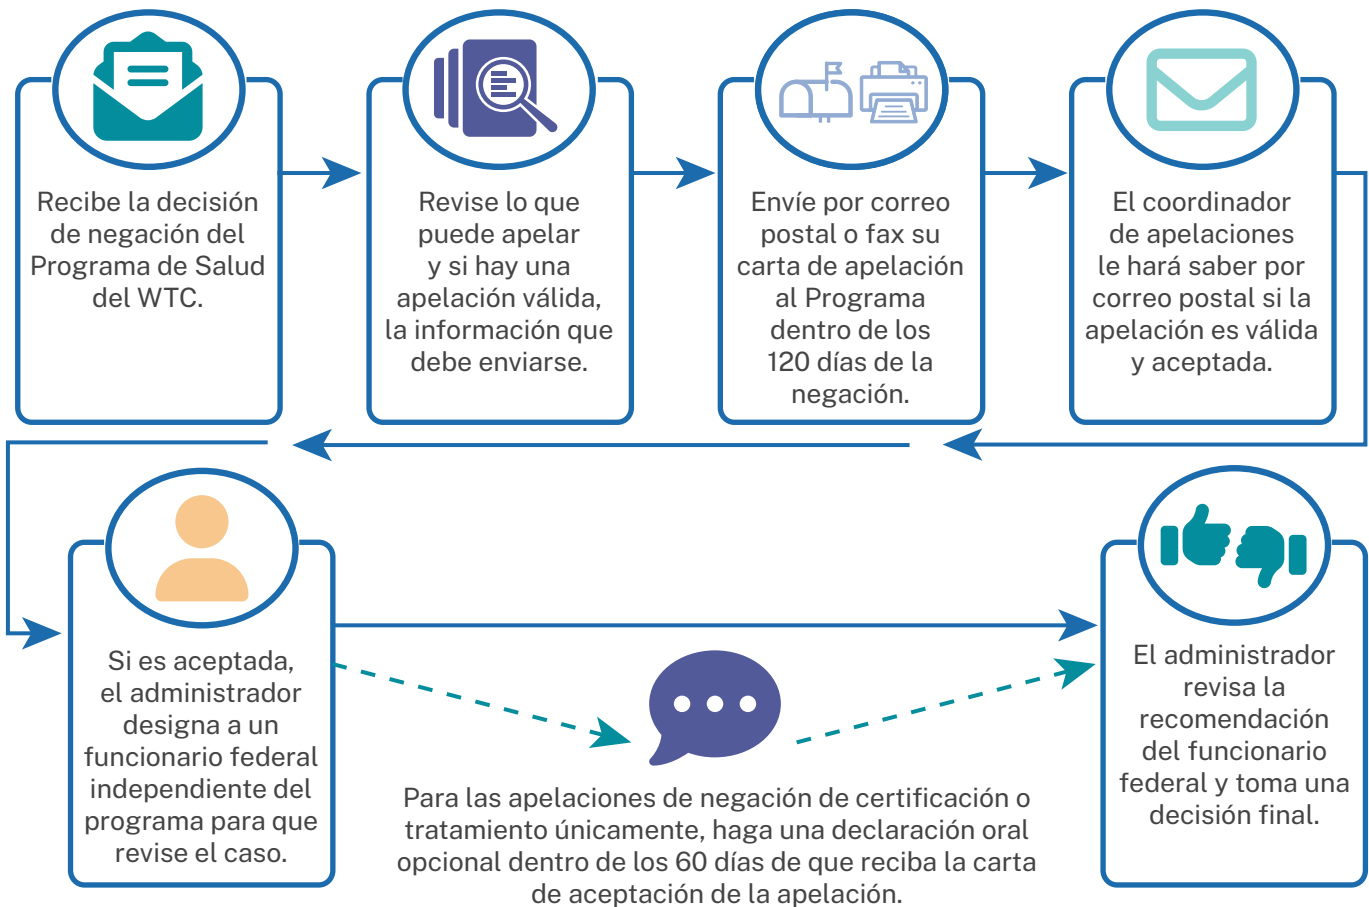 Recibe la decisión
de negación del
Programa de Salud
del WTC.
Revise lo que
puede apelar
y si hay una
apelación válida,
la información que
debe enviarse.
Envíe por correo
postal o fax su
carta de apelación
al Programa
dentro de los
120 días de la
negación.
El coordinador
de apelaciones
le hará saber por
correo postal si la
apelación es válida
y aceptada.
Si es aceptada,
el administrador
designa a un
funcionario federal
independiente del
programa para que
revise el caso.
Para las apelaciones de negación de certificación o
tratamiento únicamente, haga una declaración oral
opcional dentro de los 60 días de que reciba la carta
de aceptación de la apelación.
El administrador
revisa la
recomendación
del funcionario
federal y toma una
decisión final.